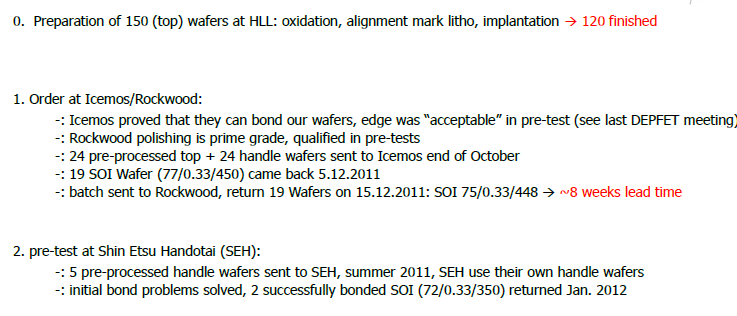 0. Preparation of 150 (top) wafers at HLL: oxidation, alignment mark litho, implantation → 120 finished
1. Order at Icemos/Rockwood:
-: Icemos proved that they can bond our wafers, edge was “acceptable” in pre-test (see last DEPFET meeting)
-: Rockwood polishing is prime grade, qualified in pre-tests
-: 24 pre-processed top + 24 handle wafers sent to Icemos end of October
-: 19 SOI Wafer (77/0.33/450) came back 5.12.2011
-: batch sent to Rockwood, return 19 Wafers on 15.12.2011: SOI 75/0.33/448 → ~8 weeks lead time
2. pre-test at Shin Etsu Handotai (SEH):
-: 5 pre-processed handle wafers sent to SEH, summer 2011, SEH use their own handle wafers
-: initial bond problems solved, 2 successfully bonded SOI (72/0.33/350) returned Jan. 2012